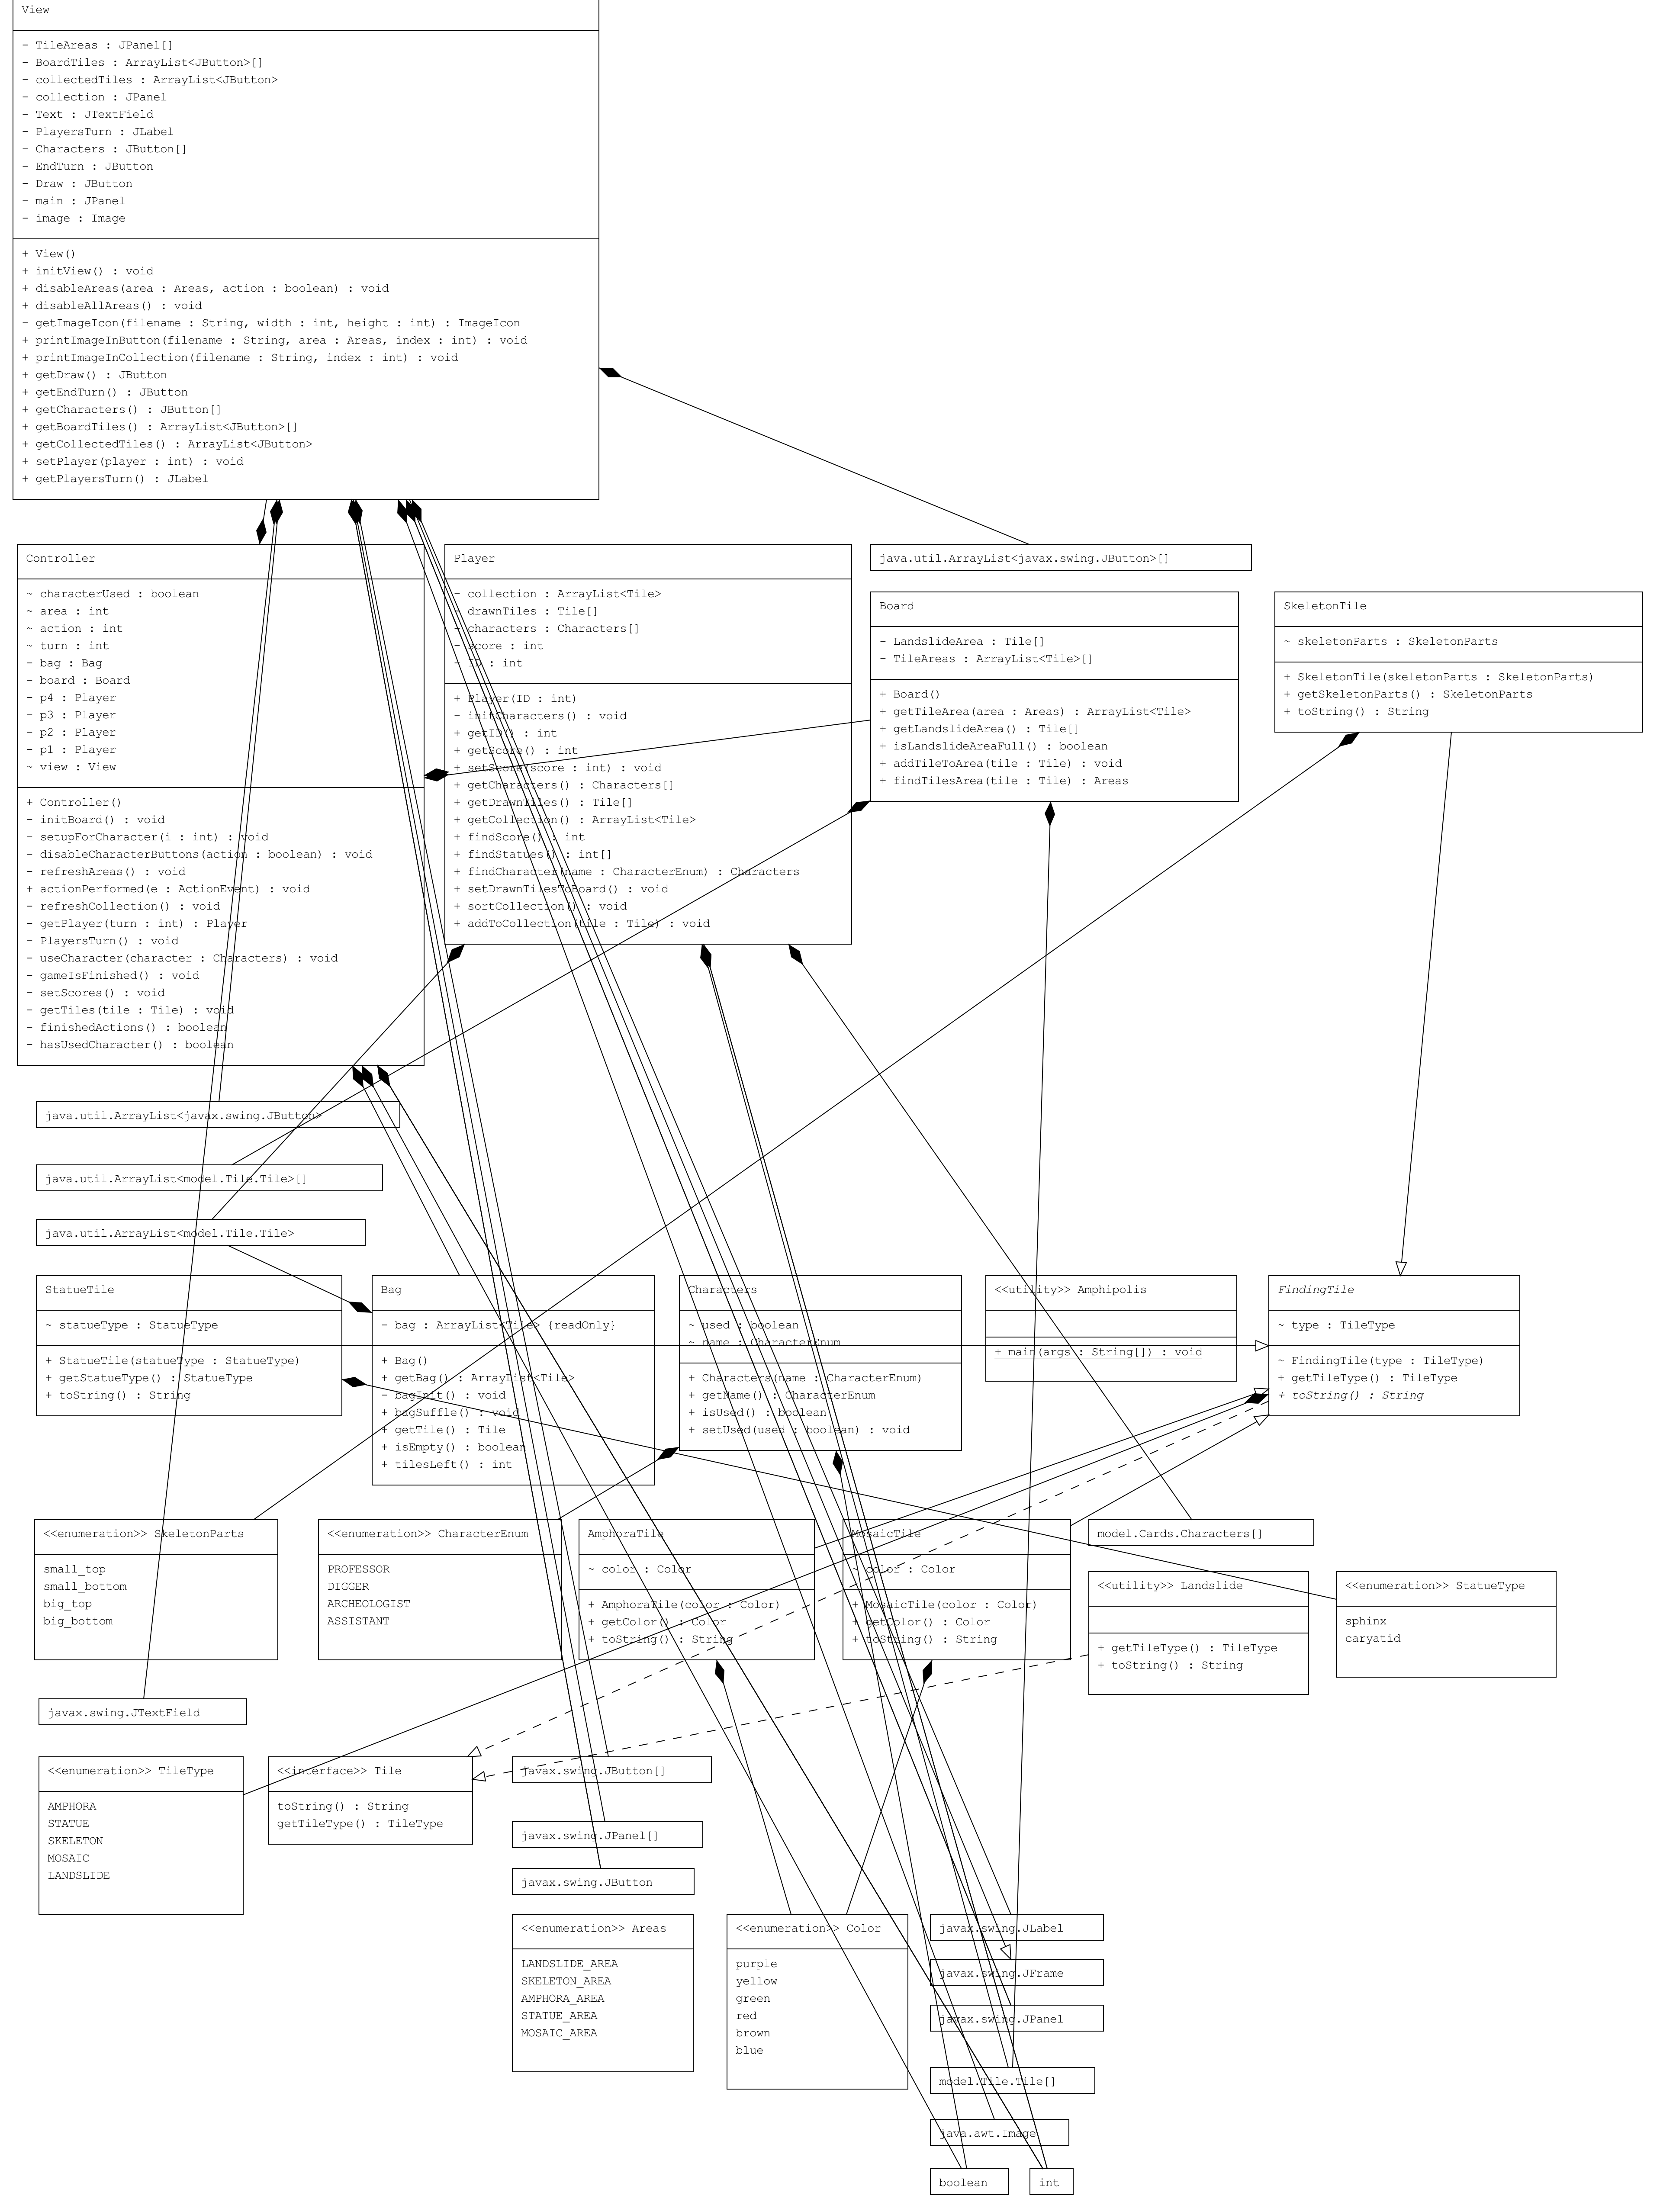 View
- TileAreas : JPanel[]
- BoardTiles : ArrayList<JButton>[]
- collectedTiles : ArrayList<JButton>
- collection : JPanel
- Text : JTextField
- PlayersTurn : JLabel
- Characters : JButton[]
- EndTurn : JButton
- Draw : JButton
- main : JPanel
- image : Image
+ View()
+ initView() : void
+ disableAreas(area : Areas, action : boolean) : void
+ disableAllAreas() : void
- getImageIcon(filename : String, width : int, height : int) : ImageIcon
+ printImageInButton(filename : String, area : Areas, index : int) : void
+ printImageInCollection(filename : String, index : int) : void
+ getDraw() : JButton
+ getEndTurn() : JButton
+ getCharacters() : JButton[]
+ getBoardTiles() : ArrayList<JButton>[]
+ getCollectedTiles() : ArrayList<JButton>
+ setPlayer(player : int) : void
+ getPlayersTurn() : JLabel
Controller
~ characterUsed : boolean
~ area : int
~ action : int
~ turn : int
- bag : Bag
- board : Board
- p4 : Player
- p3 : Player
- p2 : Player
- p1 : Player
~ view : View
+ Controller()
- initBoard() : void
- setupForCharacter(i : int) : void
- disableCharacterButtons(action : boolean) : void
- refreshAreas() : void
+ actionPerformed(e : ActionEvent) : void
- refreshCollection() : void
- getPlayer(turn : int) : Player
- PlayersTurn() : void
- useCharacter(character : Characters) : void
- gameIsFinished() : void
- setScores() : void
- getTiles(tile : Tile) : void
- finishedActions() : boolean
- hasUsedCharacter() : boolean
Player
- collection : ArrayList<Tile>
- drawnTiles : Tile[]
- characters : Characters[]
- score : int
- ID : int
+ Player(ID : int)
- initCharacters() : void
+ getID() : int
+ getScore() : int
+ setScore(score : int) : void
+ getCharacters() : Characters[]
+ getDrawnTiles() : Tile[]
+ getCollection() : ArrayList<Tile>
+ findScore() : int
+ findStatues() : int[]
+ findCharacter(name : CharacterEnum) : Characters
+ setDrawnTilesToBoard() : void
+ sortCollection() : void
+ addToCollection(tile : Tile) : void
java.util.ArrayList<javax.swing.JButton>[]
Board
- LandslideArea : Tile[]
- TileAreas : ArrayList<Tile>[]
+ Board()
+ getTileArea(area : Areas) : ArrayList<Tile>
+ getLandslideArea() : Tile[]
+ isLandslideAreaFull() : boolean
+ addTileToArea(tile : Tile) : void
+ findTilesArea(tile : Tile) : Areas
SkeletonTile
~ skeletonParts : SkeletonParts
+ SkeletonTile(skeletonParts : SkeletonParts)
+ getSkeletonParts() : SkeletonParts
+ toString() : String
java.util.ArrayList<javax.swing.JButton>
java.util.ArrayList<model.Tile.Tile>[]
java.util.ArrayList<model.Tile.Tile>
StatueTile
~ statueType : StatueType
+ StatueTile(statueType : StatueType)
+ getStatueType() : StatueType
+ toString() : String
Bag
- bag : ArrayList<Tile> {readOnly}
+ Bag()
+ getBag() : ArrayList<Tile>
- bagInit() : void
+ bagSuffle() : void
+ getTile() : Tile
+ isEmpty() : boolean
+ tilesLeft() : int
Characters
~ used : boolean
~ name : CharacterEnum
+ Characters(name : CharacterEnum)
+ getName() : CharacterEnum
+ isUsed() : boolean
+ setUsed(used : boolean) : void
<<utility>> Amphipolis
+ main(args : String[]) : void
FindingTile
~ type : TileType
~ FindingTile(type : TileType)
+ getTileType() : TileType
+ toString() : String
<<enumeration>> SkeletonParts
small_top
small_bottom
big_top
big_bottom
<<enumeration>> CharacterEnum
PROFESSOR
DIGGER
ARCHEOLOGIST
ASSISTANT
AmphoraTile
~ color : Color
+ AmphoraTile(color : Color)
+ getColor() : Color
+ toString() : String
MosaicTile
~ color : Color
+ MosaicTile(color : Color)
+ getColor() : Color
+ toString() : String
model.Cards.Characters[]
<<utility>> Landslide
+ getTileType() : TileType
+ toString() : String
<<enumeration>> StatueType
sphinx
caryatid
javax.swing.JTextField
<<enumeration>> TileType
AMPHORA
STATUE
SKELETON
MOSAIC
LANDSLIDE
<<interface>> Tile
toString() : String
getTileType() : TileType
javax.swing.JButton[]
javax.swing.JPanel[]
javax.swing.JButton
<<enumeration>> Areas
LANDSLIDE_AREA
SKELETON_AREA
AMPHORA_AREA
STATUE_AREA
MOSAIC_AREA
<<enumeration>> Color
purple
yellow
green
red
brown
blue
javax.swing.JLabel
javax.swing.JFrame
javax.swing.JPanel
model.Tile.Tile[]
java.awt.Image
boolean
int